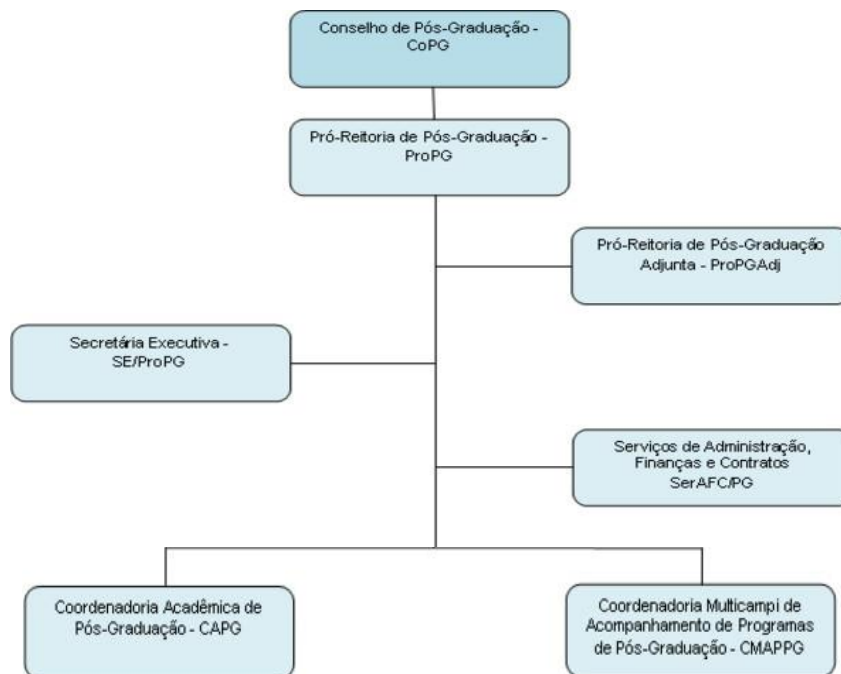 Conselho de Pós-Graduação -
CoPG
Pró-Reitoria de Pós-Graduação -
ProPG
Pró-Reitoria de Pós-Graduação
Adjunta - ProPGAdj
Secretária Executiva -
SE/ProPG
Serviços de Administração,
Finanças e Contratos
SerAFC/PG
Coordenadoria Acadêmica de
Pós-Graduação - CAPG
Coordenadoria Multicampi de
Acompanhamento de Programas
de Pós-Graduação - CMAPPG